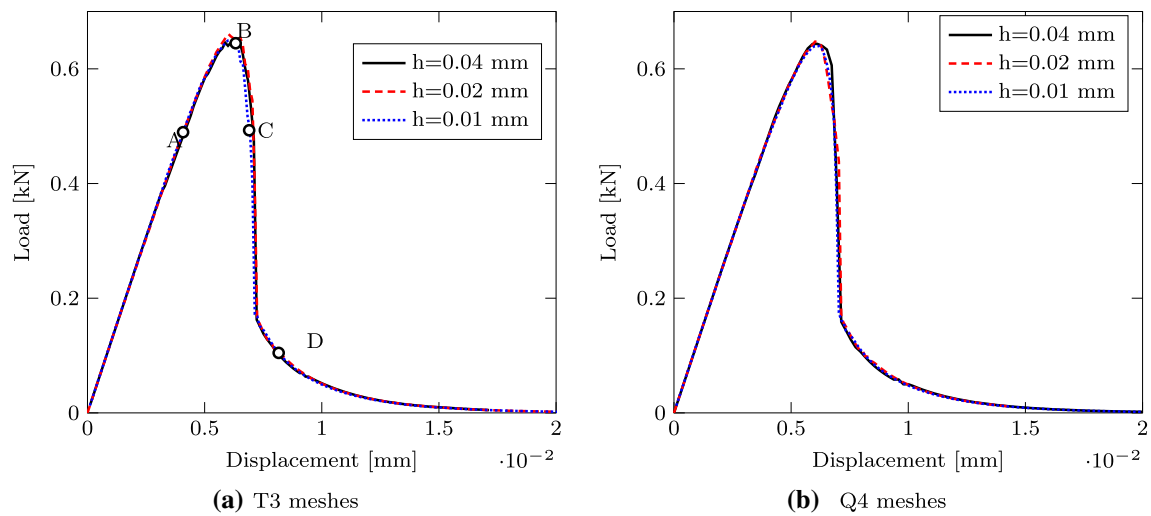 0.6
0.4
0.2
0
Load [kN]
A
B
C
D
h=0.04 mm
h=0.02 mm
h=0.01 mm
0
0.5
1
1.5
2
Displacement [mm]
·10−2
(a) T3 meshes
0.6
0.4
0.2
0
Load [kN]
h=0.04 mm
h=0.02 mm
h=0.01 mm
0
0.5
1
1.5
2
Displacement [mm]
·10−2
(b) Q4 meshes